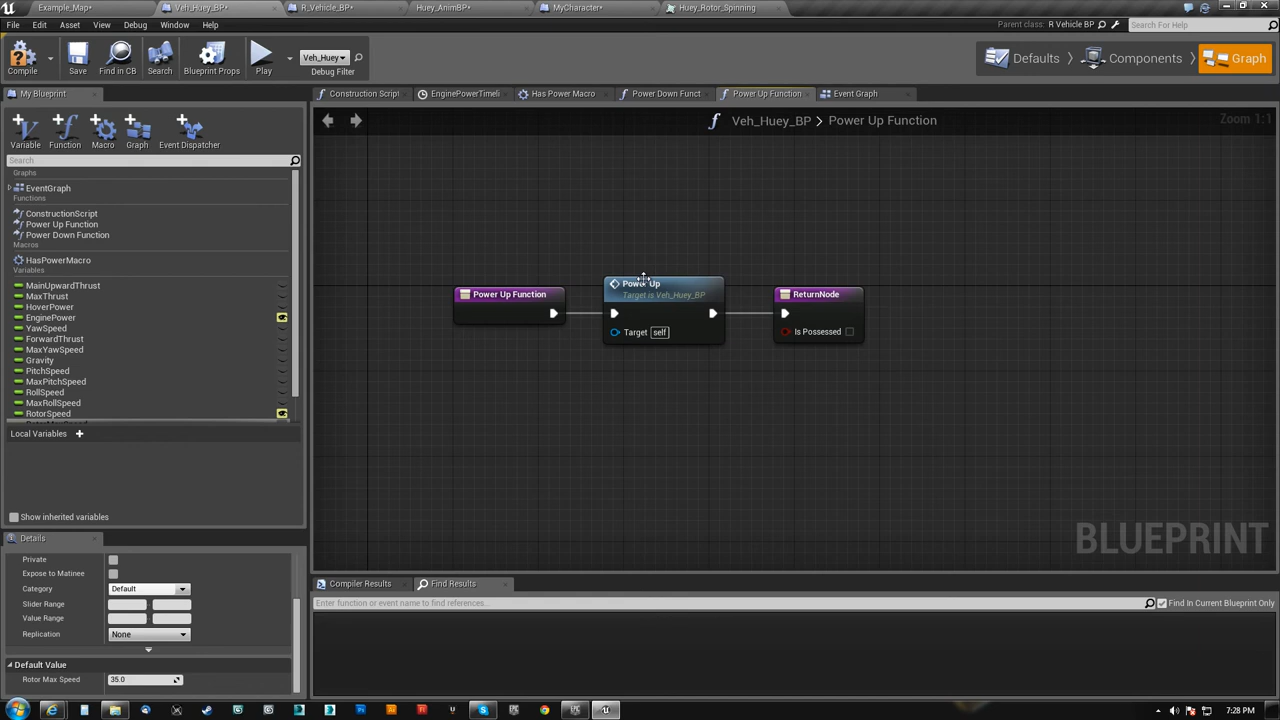 Example_Map*
Veh_Huey_BP*
R_Vehicle_BP*
Huey_AnimBP*
MyCharacter*
Huey_Rotor_Spinning
File Edit Asset View Debug Window Help
Parent class: R Vehicle BP
Search For Help
Compile
Save
Find in CB
Search
Blueprint Props
Play
Veh_Huey
Debug Filter
Defaults
Components
Graph
My Blueprint
Construction Script
EnginePowerTimeli
Has Power Macro
Power Down Funct
Power Up Function
Event Graph
Variable
Function
Macro
Graph
Event Dispatcher
Veh_Huey_BP > Power Up Function
Zoom 1:1
Search
Graphs
EventGraph
Functions
ConstructionScript
Power Up Function
Power Down Function
Macros
HasPowerMacro
Variables
MainUpwardThrust
MaxThrust
HoverPower
EnginePower
YawSpeed
ForwardThrust
MaxYawSpeed
Gravity
PitchSpeed
MaxPitchSpeed
RollSpeed
MaxRollSpeed
RotorSpeed
Local Variables
Show inherited variables
Power Up Function
Power Up
Target is Veh_Huey_BP
Target self
ReturnNode
Is Possessed
BLUEPRINT
Details
Private
Expose to Matinee
Category Default
Slider Range
Value Range
Replication None
Default Value
Rotor Max Speed 35.0
Compiler Results
Find Results
Enter function or event name to find references...
Find In Current Blueprint Only
7:28 PM